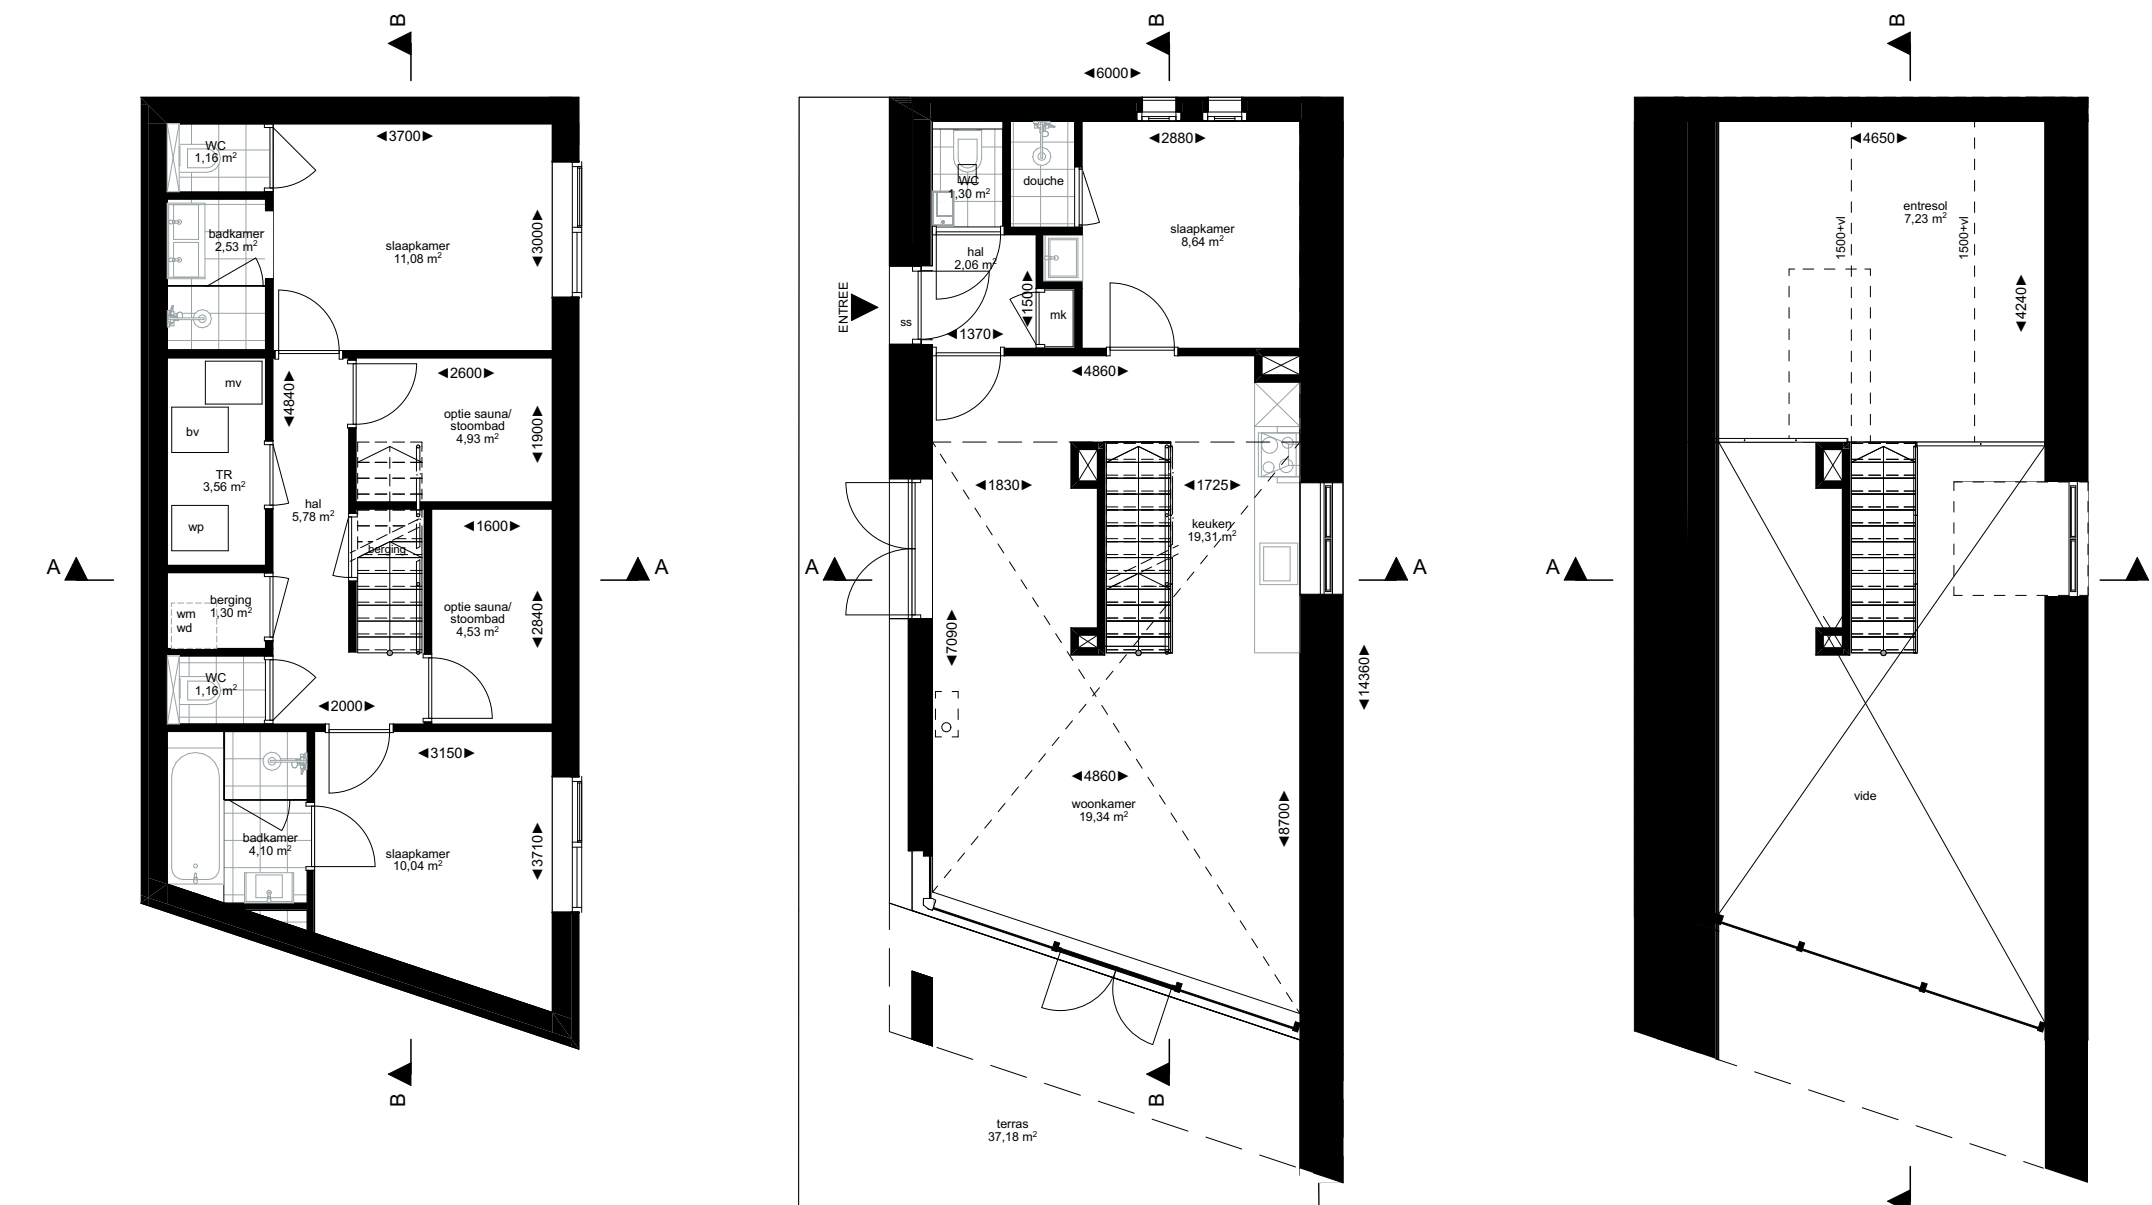 B
3700
WC
1,16 m²
badkamer
2,53 m²
slaapkamer
11,08 m²
3000
mv
bv
TR
3,56 m²
wp
4840
hal
5,78 m²
2600
optie sauna/
stoombad
4,93 m²
1900
berging
1600
optie sauna/
stoombad
4,53 m²
2840
A
A
berging
1,30 m²
wm
wd
WC
1,16 m²
2000
3150
badkamer
4,10 m²
slaapkamer
10,04 m²
3710
B
B
6000
2880
WC
1,30 m²
douche
slaapkamer
8,64 m²
hal
2,06 m²
ENTREE
ss
1500
mk
1370
4860
1830
1725
keuken
19,31 m²
A
A
7090
14360
4860
woonkamer
19,34 m²
8700
B
terras
37,18 m²
B
4650
entresol
7,23 m²
1500+vl
1500+vl
4240
A
vide